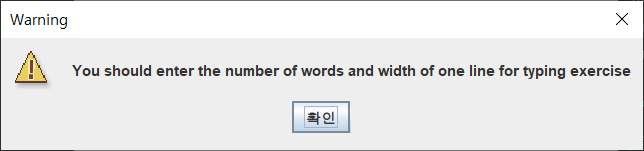 Warning
You should enter the number of words and width of one line for typing exercise
확인